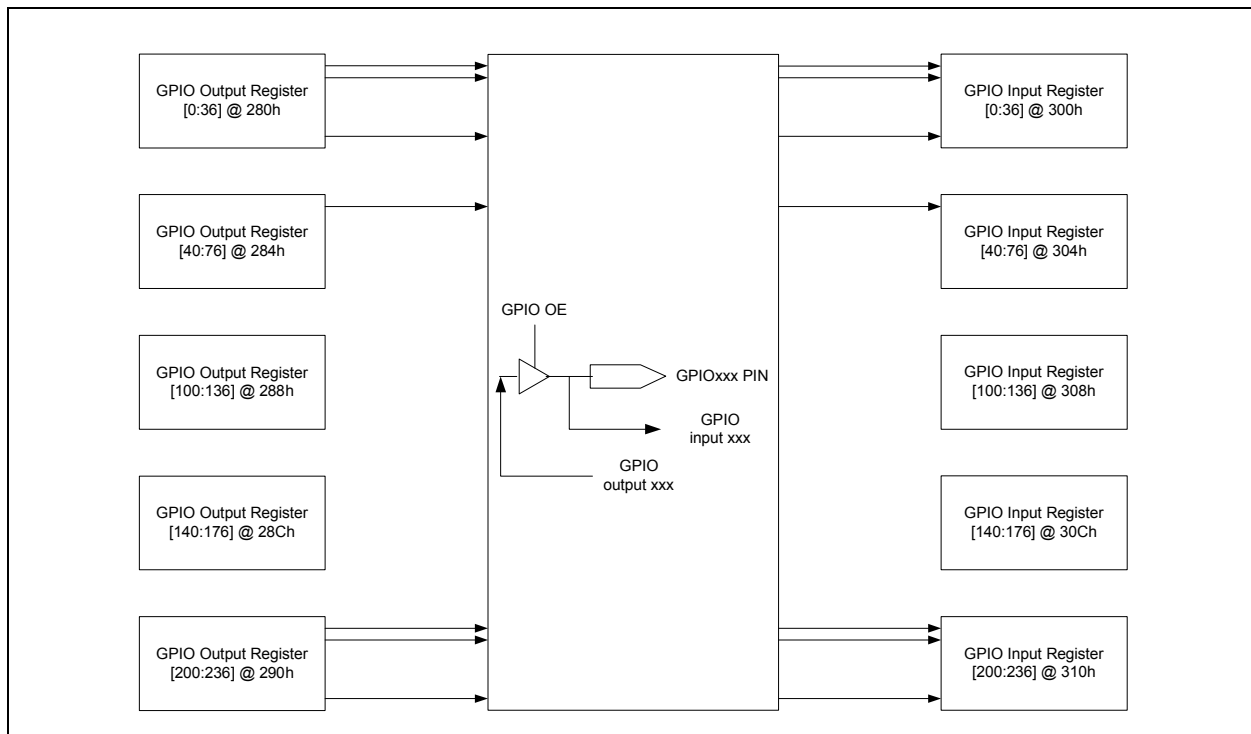 GPIO Output Register
[0:36] @ 280h
GPIO Input Register
[0:36] @ 300h
GPIO Output Register
[40:76] @ 284h
GPIO Input Register
[40:76] @ 304h
GPIO Output Register
[100:136] @ 288h
GPIO Input Register
[100:136] @ 308h
GPIO Output Register
[140:176] @ 28Ch
GPIO Input Register
[140:176] @ 30Ch
GPIO Output Register
[200:236] @ 290h
GPIO Input Register
[200:236] @ 310h
GPIO OE
GPIOxxx PIN
GPIO
input xxx
GPIO
output xxx